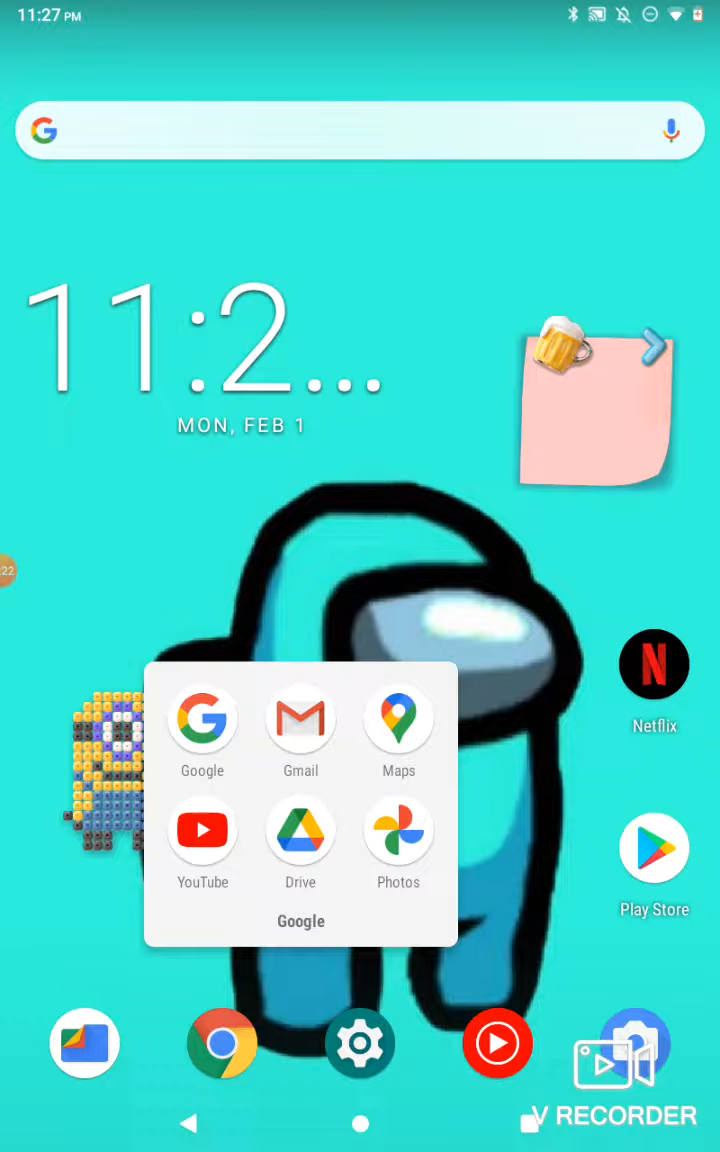 11:27 PM
11:2...
MON, FEB 1
:22
Netflix
Google
Gmail
Maps
YouTube
Drive
Photos
Google
Play Store
V RECORDER